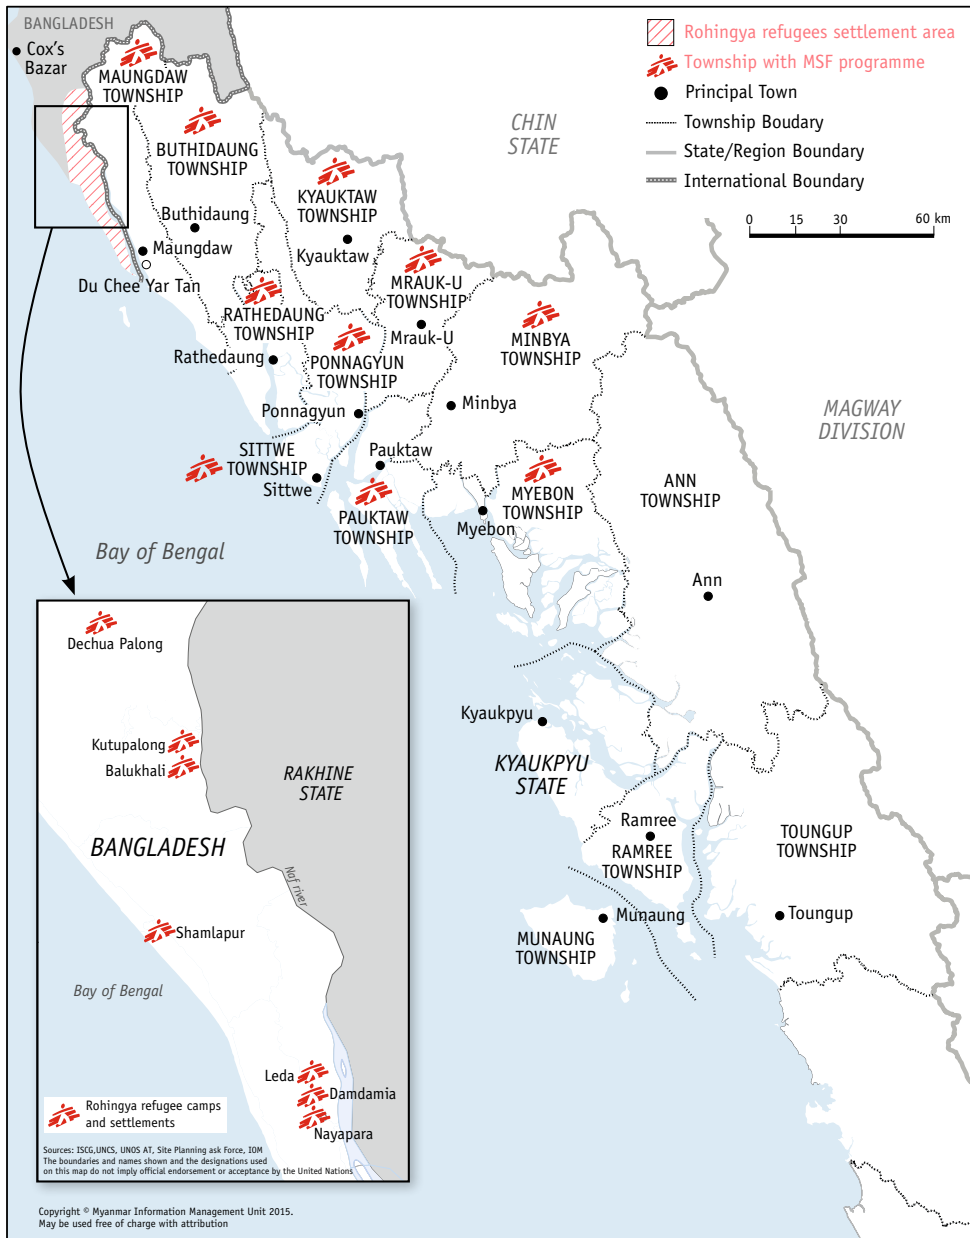 BANGLADESH
Cox's
Bazar
MAUNGDAW
TOWNSHIP
BUTHIDAUNG
TOWNSHIP
Buthidaung
Maungdaw
Du Chee Yar Tan
KYAUKTAW
TOWNSHIP
Kyauktaw
CHIN
STATE
Rohingya refugees settlement area
Township with MSF programme
Principal Town
Township Boudary
State/Region Boundary
International Boundary
0 15 30 60 km
RATHEDAUNG
TOWNSHIP
Rathedaung
MRAUK-U
TOWNSHIP
Mrauk-U
PONNAGYUN
TOWNSHIP
Ponnagyun
MINBYA
TOWNSHIP
Minbya
MAGWAY
DIVISION
SITTWE
TOWNSHIP
Sittwe
Pauktaw
PAUKTAW
TOWNSHIP
MYEBON
TOWNSHIP
Myebon
ANN
TOWNSHIP
Ann
Bay of Bengal
Kyaukpyu
KYAUKPYU
STATE
Ramree
RAMREE
TOWNSHIP
TOUNGUP
TOWNSHIP
Toungup
Munaung
MUNAUNG
TOWNSHIP
Dechua Palong
Kutupalong
Balukhali
RAKHINE
STATE
BANGLADESH
Naf river
Shamlapur
Bay of Bengal
Leda
Damdamia
Nayapara
Rohingya refugee camps
and settlements
Sources: ISCG,UNCS, UNOS AT, Site Planning ask Force, IOM
The boundaries and names shown and the designations used
on this map do not imply official endorsement or acceptance by the United Nations
Copyright © Myanmar Information Management Unit 2015.
May be used free of charge with attribution